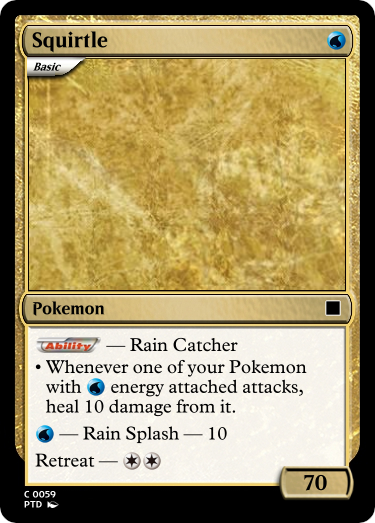 Squirtle
Basic
Pokemon
Ability — Rain Catcher
• Whenever one of your Pokemon
with energy attached attacks,
heal 10 damage from it.
— Rain Splash — 10
Retreat —
70
C 0059
PTD